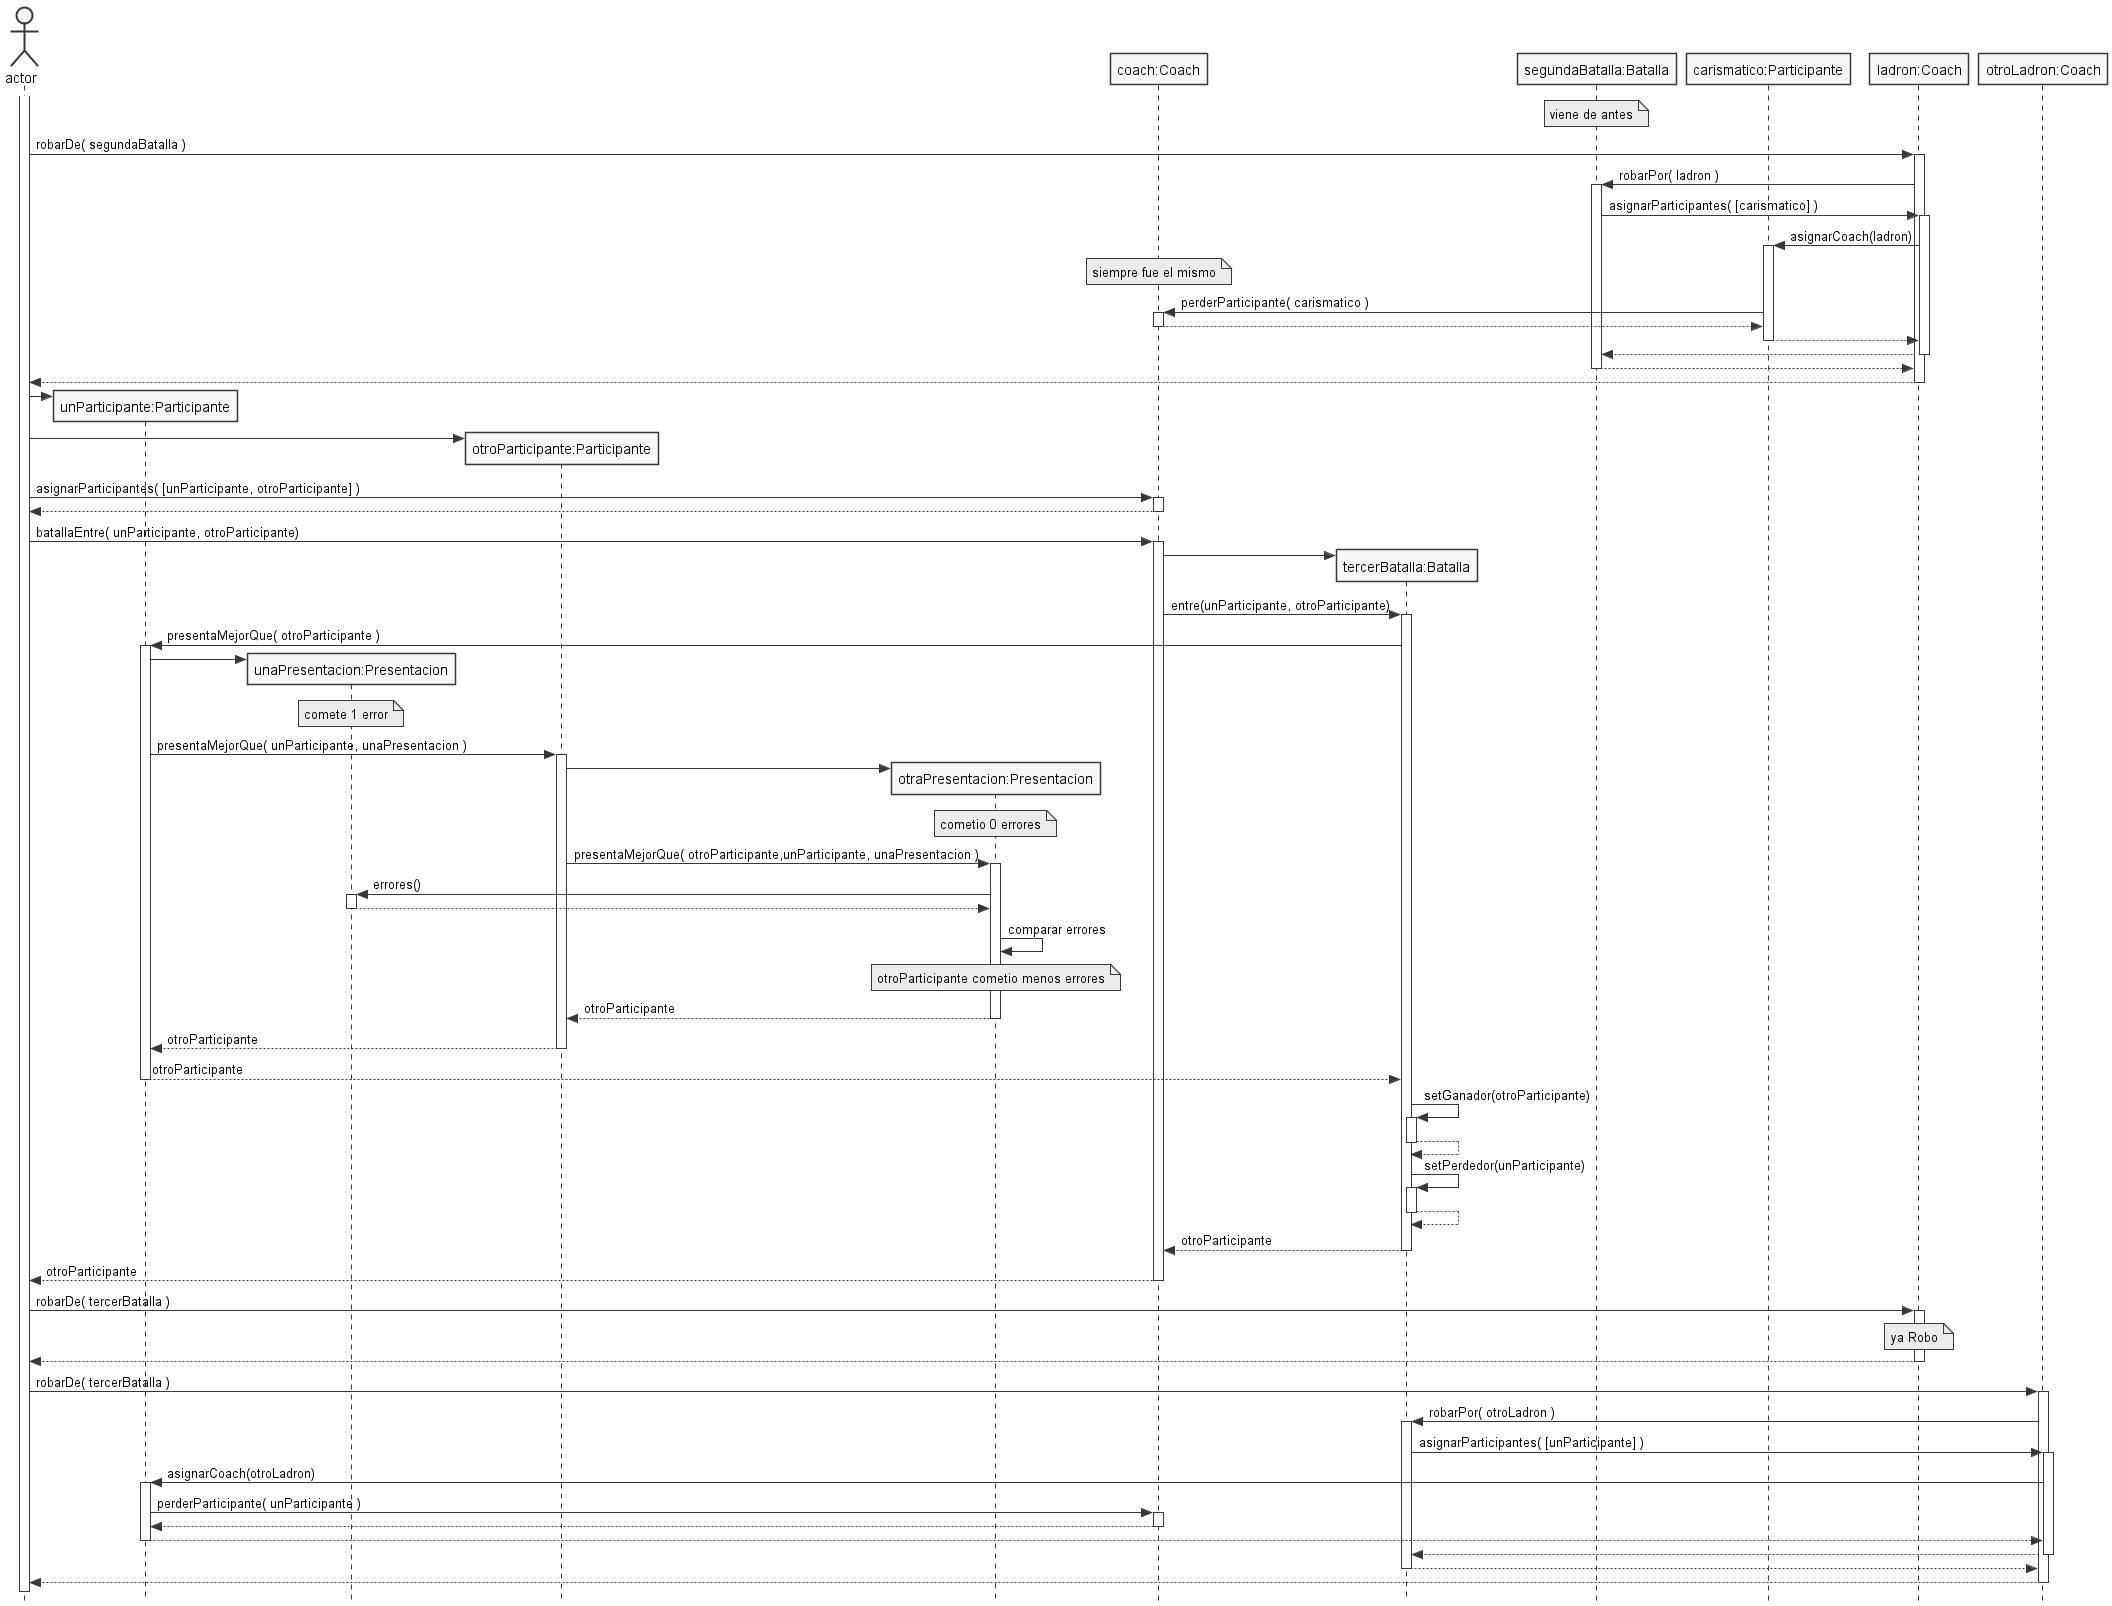 actor
coach:Coach
segundaBatalla:Batalla
carismatico:Participante
ladron:Coach
otroLadron:Coach
viene de antes
robarDe( segundaBatalla )
robarPor( ladron )
asignarParticipantes( [carismatico] )
asignarCoach(ladron)
siempre fue el mismo
perderParticipante( carismatico )
unParticipante:Participante
otroParticipante:Participante
asignarParticipantes( [unParticipante, otroParticipante] )
batallaEntre( unParticipante, otroParticipante)
tercerBatalla:Batalla
entre(unParticipante, otroParticipante)
presentaMejorQue( otroParticipante )
unaPresentacion:Presentacion
comete 1 error
presentaMejorQue( unParticipante, unaPresentacion )
otraPresentacion:Presentacion
cometio 0 errores
presentaMejorQue( otroParticipante,unParticipante, unaPresentacion )
errores()
comparar errores
otroParticipante cometio menos errores
otroParticipante
otroParticipante
otroParticipante
setGanador(otroParticipante)
setPerdedor(unParticipante)
otroParticipante
otroParticipante
robarDe( tercerBatalla )
ya Robo
robarDe( tercerBatalla )
robarPor( otroLadron )
asignarParticipantes( [unParticipante] )
asignarCoach(otroLadron)
perderParticipante( unParticipante )